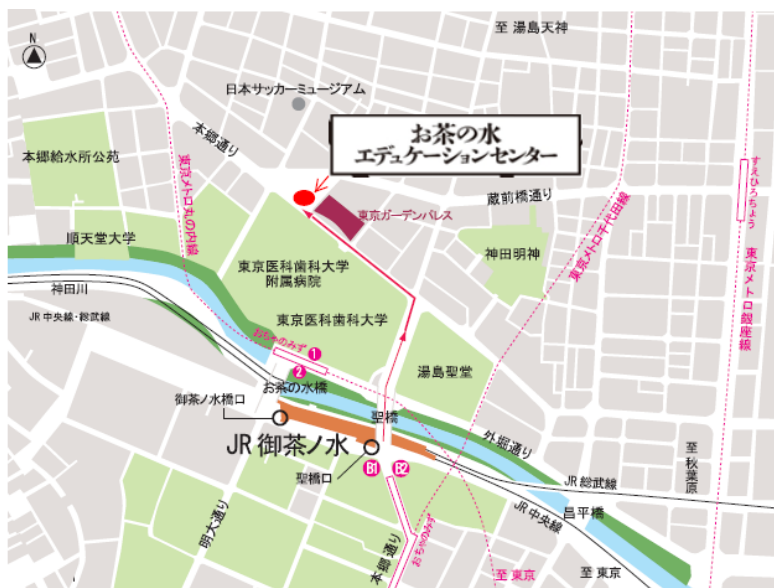 N
至 湯島天神
日本サッカーミュージアム
本郷通り
お茶の水
エデュケーション・センター
本郷給水所公苑
東京メトロ丸の内線
東京ガーデンパレス
蔵前橋通り
すえひろちょう
順天堂大学
東京医科歯科大学
附属病院
神田明神
東京メトロ千代田線
東京メトロ銀座線
神田川
JR 中央線・総武線
東京医科歯科大学
おちゃのみず
1
2
湯島聖堂
お茶の水橋
御茶ノ水橋口
聖橋
外堀通り
JR 御茶ノ水
聖橋口
B1
B2
至 秋葉原
JR 総武線
昌平橋
JR 中央線
明大通り
本郷通り
おちゃのみず
至 東京